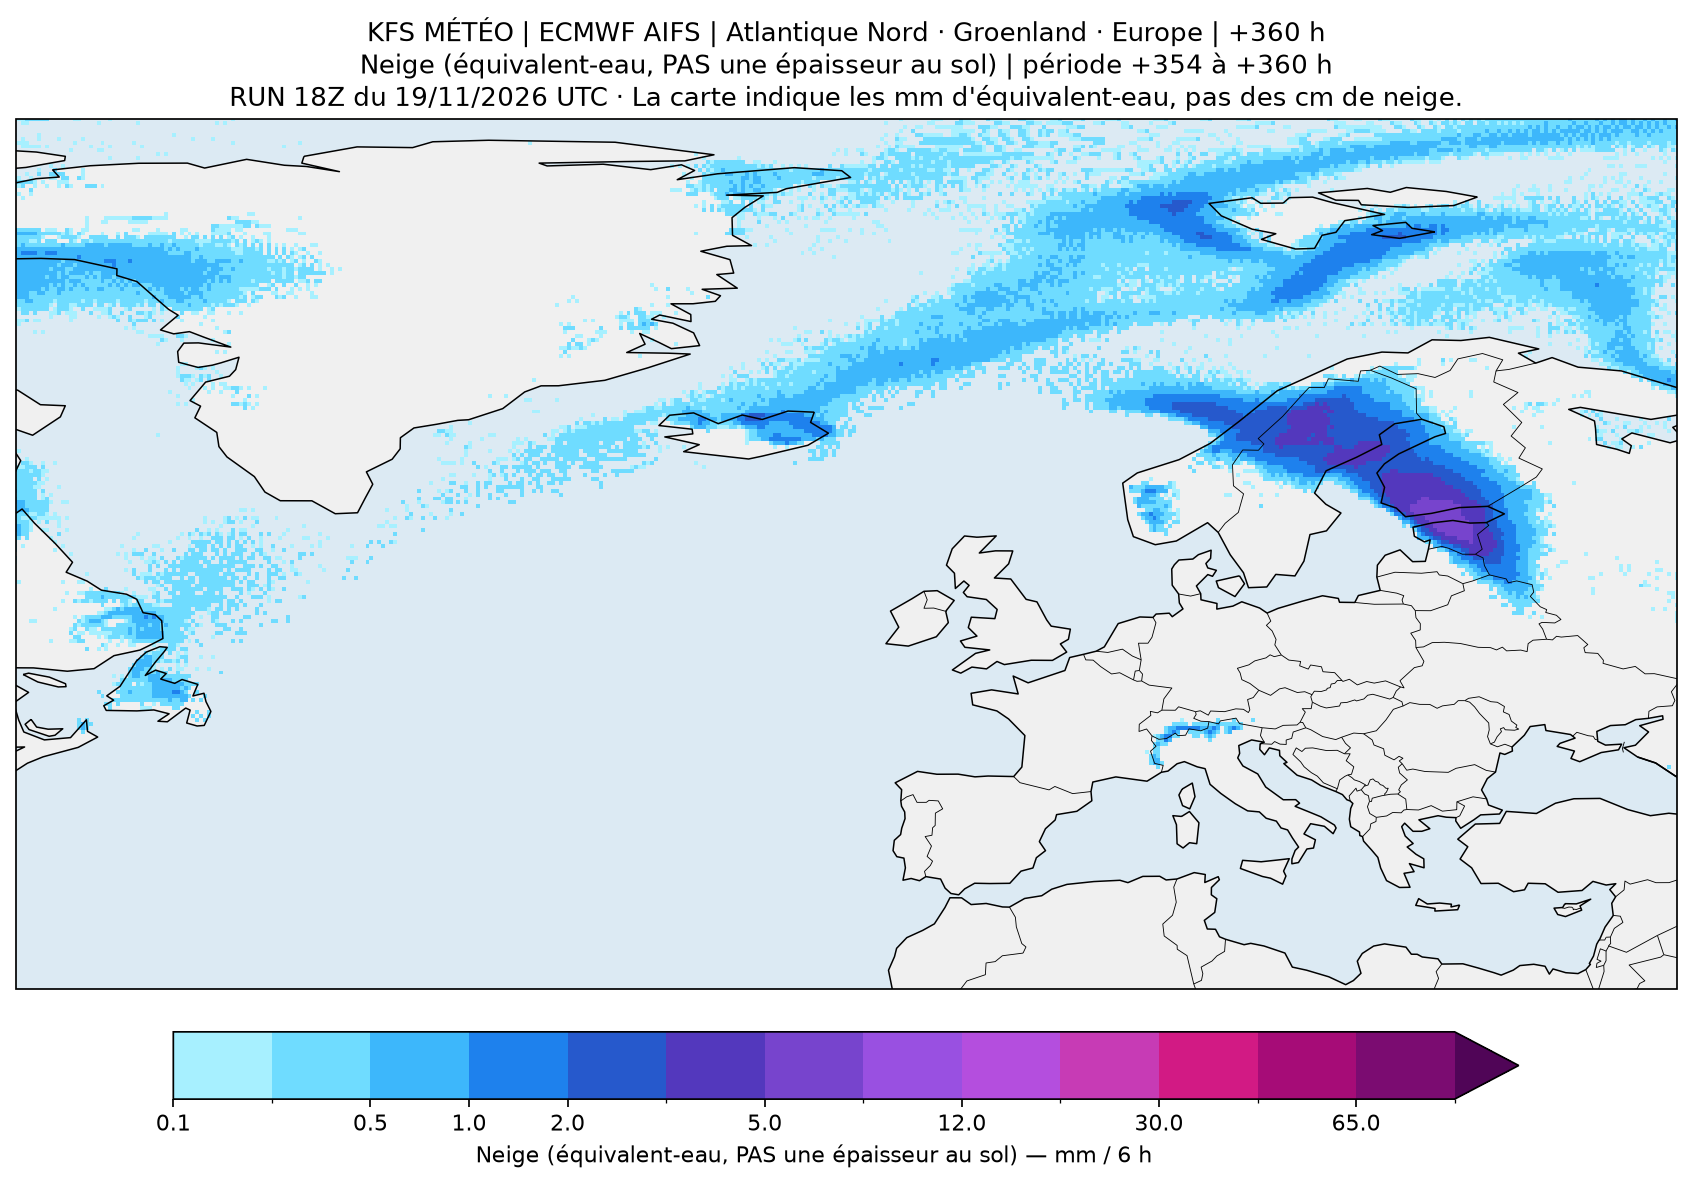 KFS MÉTÉO | ECMWF AIFS | Atlantique Nord · Groenland · Europe | +360 h
Neige (équivalent-eau, PAS une épaisseur au sol) | période +354 à +360 h
RUN 18Z du 19/11/2026 UTC · La carte indique les mm d'équivalent-eau, pas des cm de neige.
0.1 0.5 1.0 2.0 5.0 12.0 30.0 65.0
Neige (équivalent-eau, PAS une épaisseur au sol) — mm / 6 h